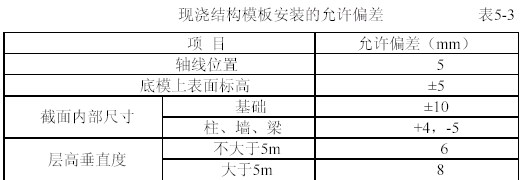 现浇结构模板安装的允许偏差 表5-3
项 目 允许偏差（mm）
轴线位置 5
底模上表面标高 ±5
截面内部尺寸 基础 ±10
柱、墙、梁 +4，-5
层高垂直度 不大于5m 6
大于5m 8